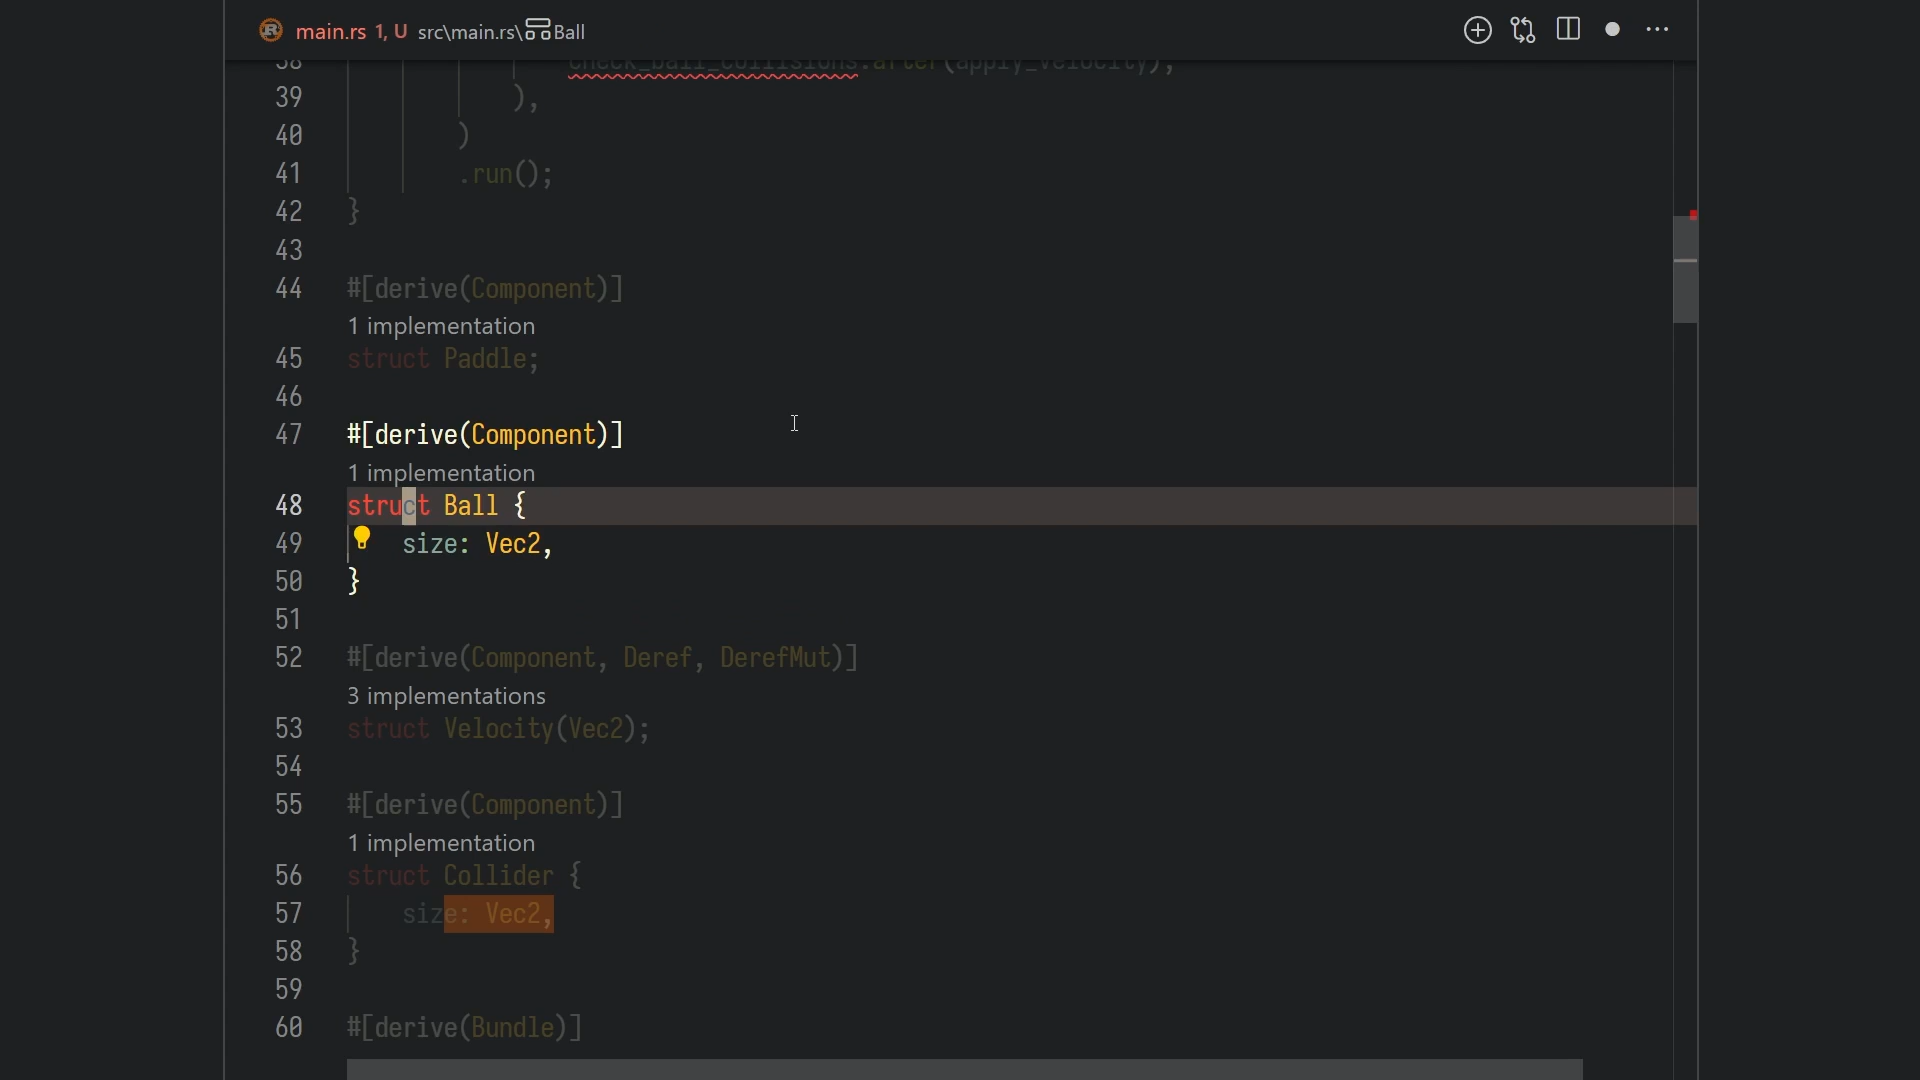 main.rs 1, U src\main.rs\ Ball
38 check_ball_collisions.after(apply_velocity),
39 ),
40 )
41 .run();
42 }
43
44 #[derive(Component)]
1 implementation
45 struct Paddle;
46
47 #[derive(Component)]
1 implementation
48 struct Ball {
49 size: Vec2,
50 }
51
52 #[derive(Component, Deref, DerefMut)]
3 implementations
53 struct Velocity(Vec2);
54
55 #[derive(Component)]
1 implementation
56 struct Collider {
57 size: Vec2,
58 }
59
60 #[derive(Bundle)]